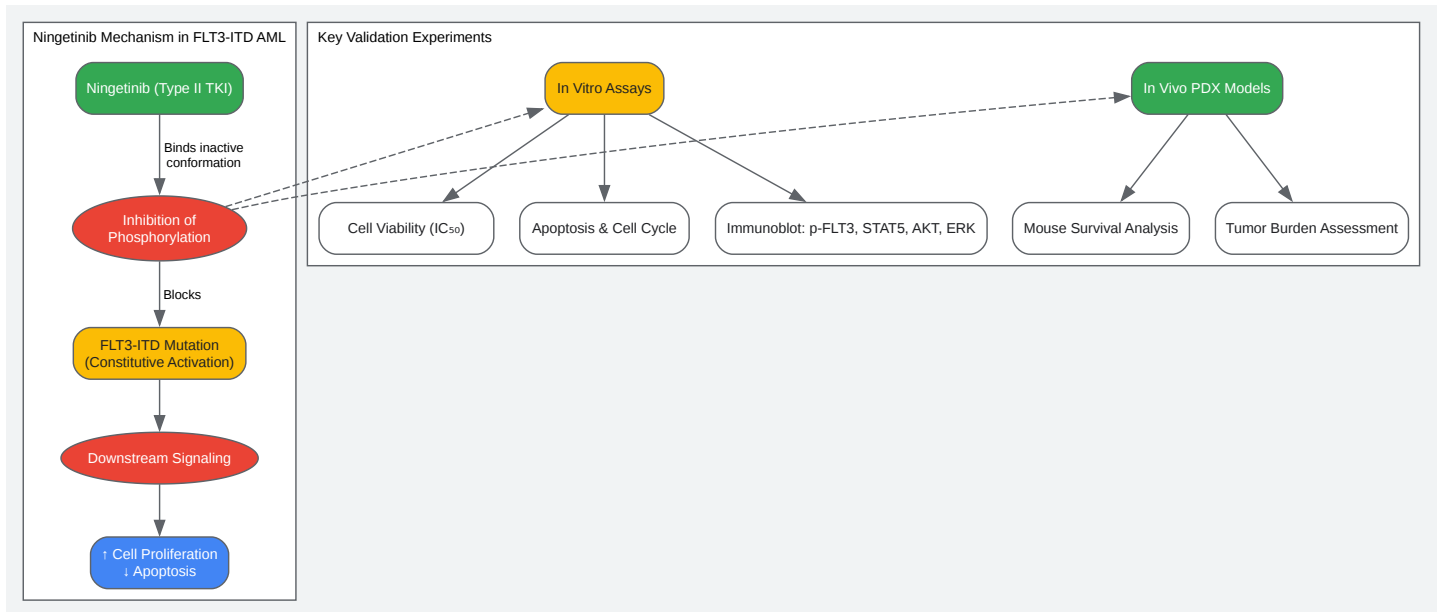 Ningetinib Mechanism in FLT3-ITD AML
Ningetinib (Type II TKI)
Binds inactive
conformation
Inhibition of
Phosphorylation
Blocks
FLT3-ITD Mutation
(Constitutive Activation)
Downstream Signaling
↑ Cell Proliferation
↓ Apoptosis
Key Validation Experiments
In Vitro Assays
In Vivo PDX Models
Cell Viability (IC₅₀)
Apoptosis & Cell Cycle
Immunoblot: p-FLT3, STAT5, AKT, ERK
Mouse Survival Analysis
Tumor Burden Assessment